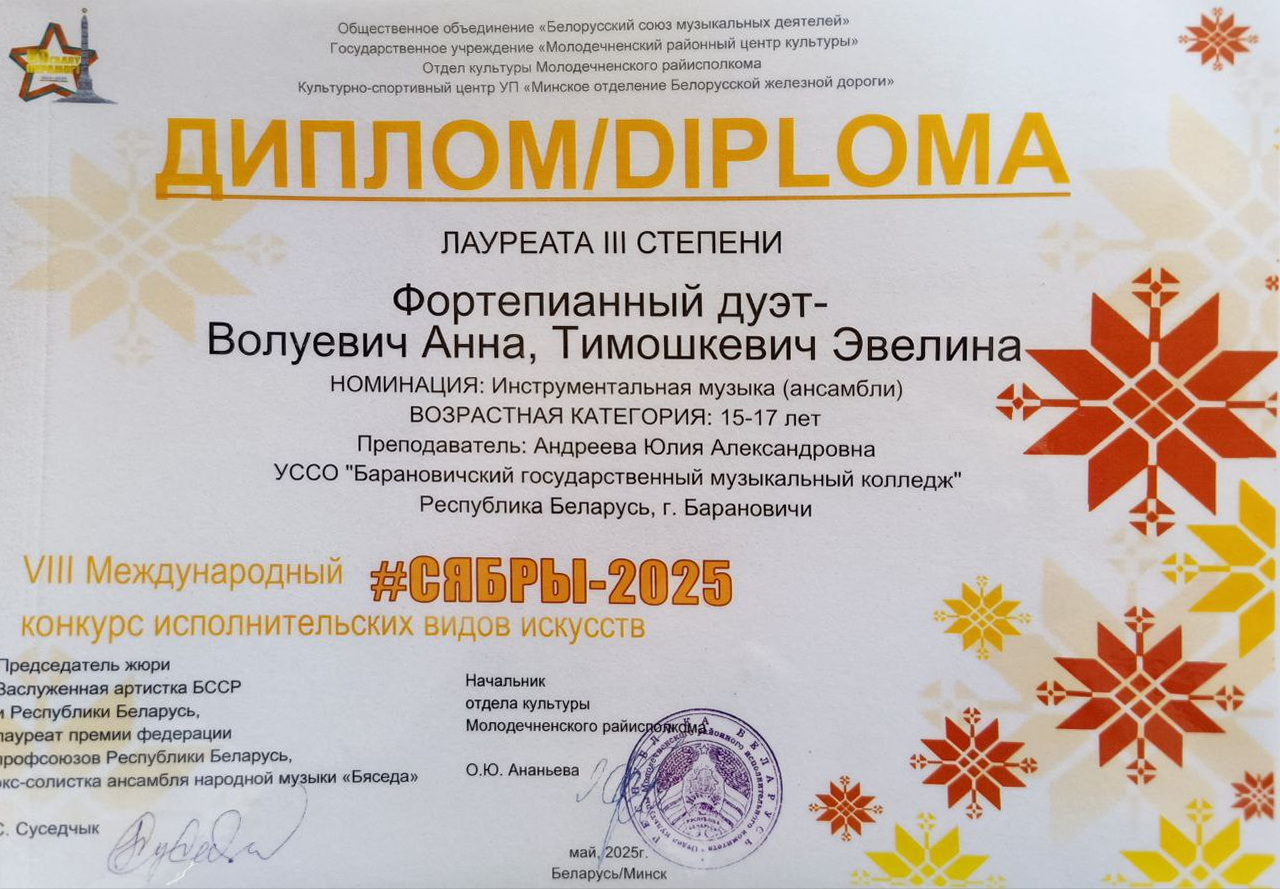 Общественное объединение «Белорусский союз музыкальных деятелей»
Государственное учреждение «Молодечненский районный центр культуры»
Отдел культуры Молодечненского райисполкома
Культурно-спортивный центр УП «Минское отделение Белорусской железной дороги»
ДИПЛОМ/DIPLOMA
ЛАУРЕАТА III СТЕПЕНИ
Фортепианный дуэт-
Волуевич Анна, Тимошкевич Эвелина
НОМИНАЦИЯ: Инструментальная музыка (ансамбли)
ВОЗРАСТНАЯ КАТЕГОРИЯ: 15-17 лет
Преподаватель: Андреева Юлия Александровна
УССО "Барановичский государственный музыкальный колледж"
Республика Беларусь, г. Барановичи
VIII Международный #СЯБРЫ-2025
конкурс исполнительских видов искусств
Председатель жюри
Заслуженная артистка БССР
и Республики Беларусь,
лауреат премии федерации
профсоюзов Республики Беларусь,
экс-солистка ансамбля народной музыки «Бяседа»
С. Суседчык
Начальник
отдела культуры
Молодечненского райисполкома
О.Ю. Ананьева
РЕСПУБЛИКА БЕЛАРУСЬ
май, 2025г.
Беларусь/Минск